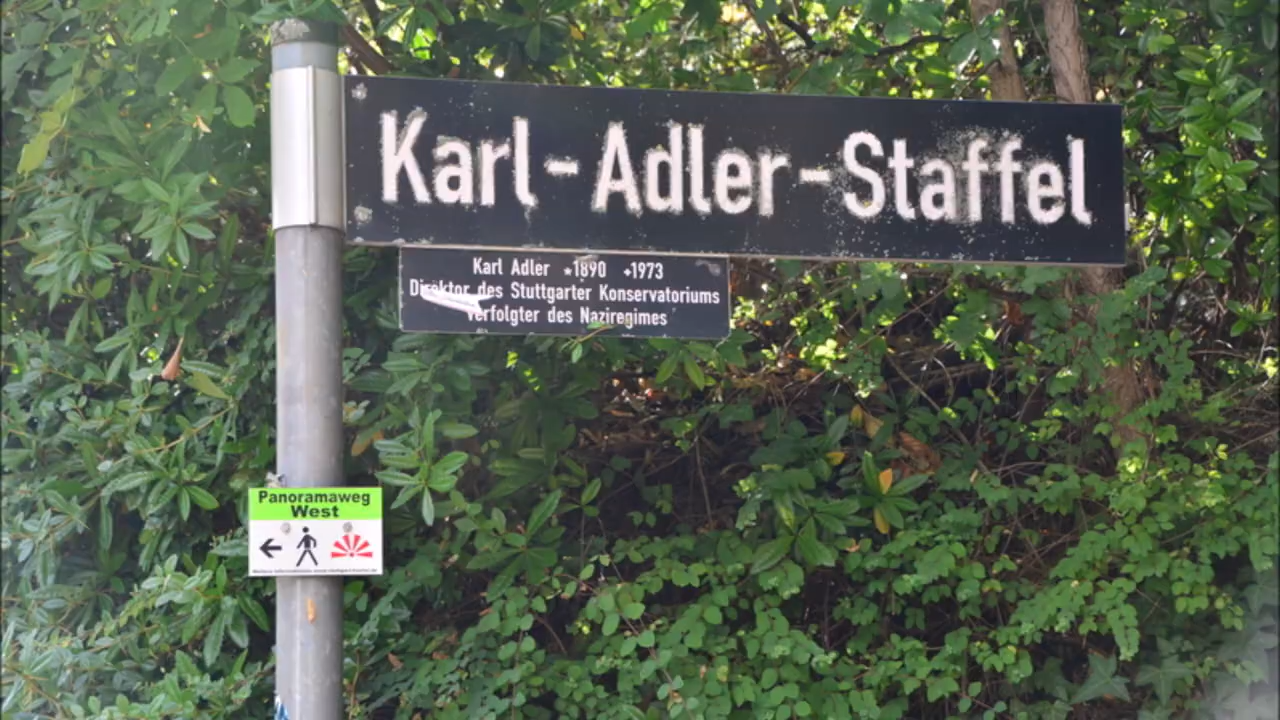 Karl-Adler-Staffel
Karl Adler *1890 +1973
Direktor des Stuttgarter Konservatoriums
Verfolgter des Naziregimes
Panoramaweg
West